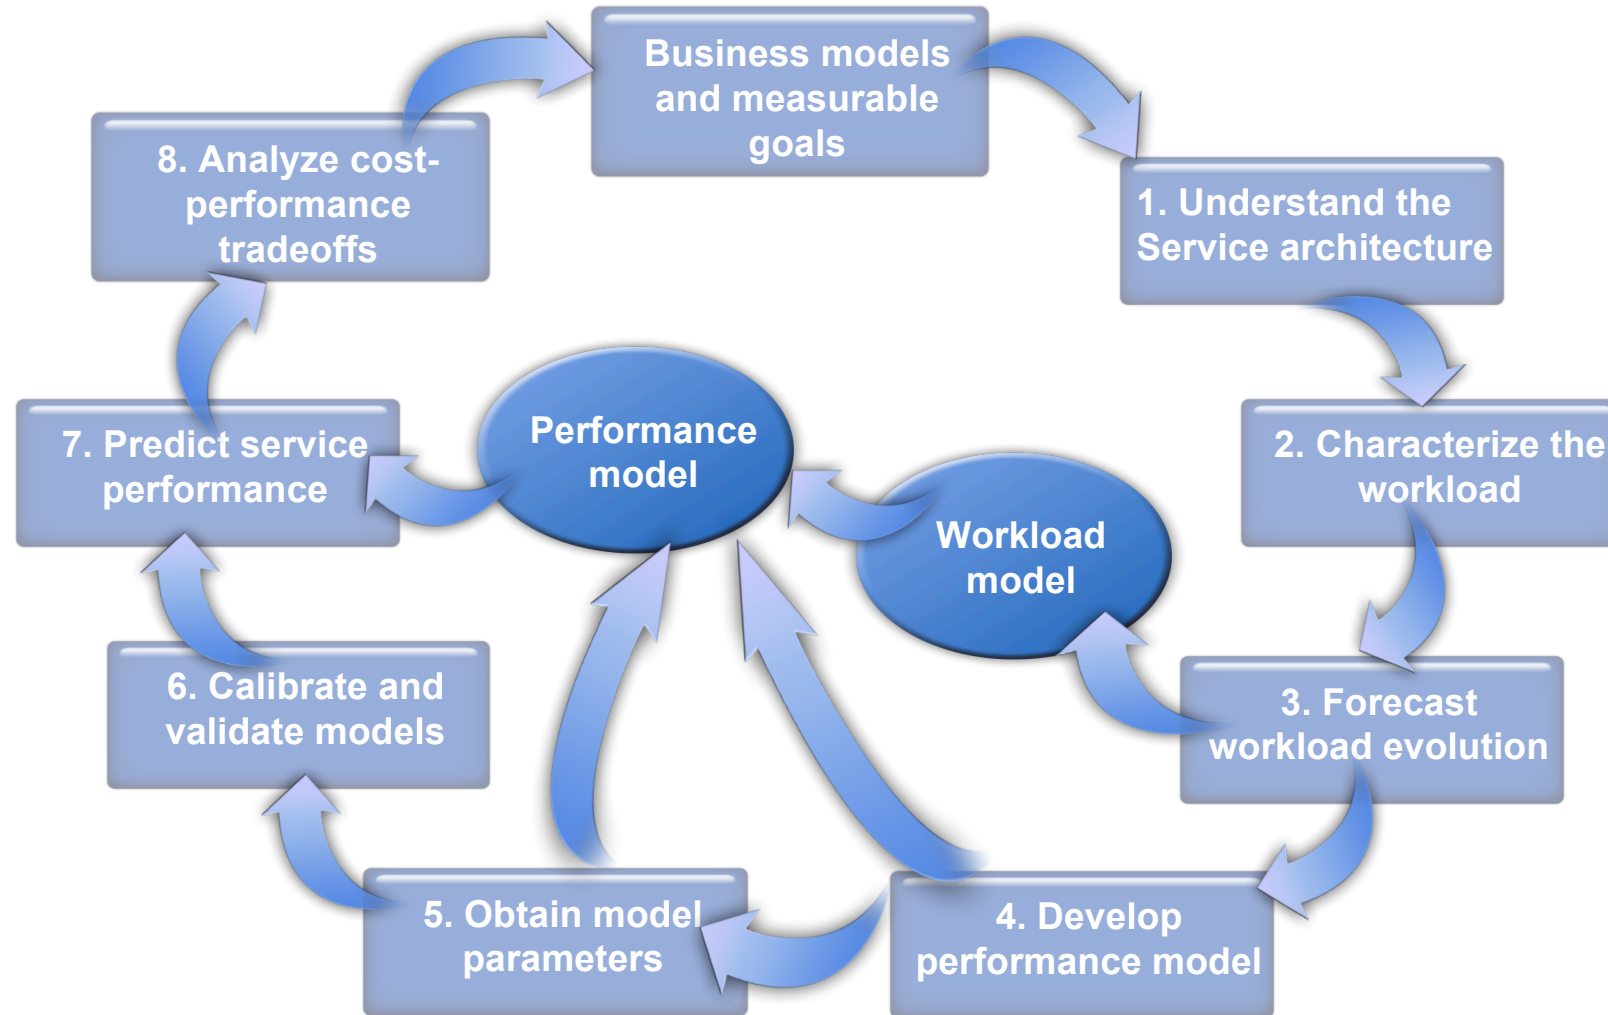 Business models
and measurable
goals
1. Understand the
Service architecture
2. Characterize the
workload
3. Forecast
workload evolution
4. Develop
performance model
5. Obtain model
parameters
6. Calibrate and
validate models
7. Predict service
performance
8. Analyze cost-
performance
tradeoffs
Performance
model
Workload
model